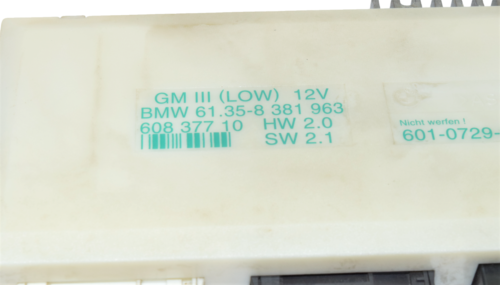 GM III (LOW) 12V
BMW 61.35-8 381 963
608 377 10 HW 2.0
SW 2.1
Nicht werfen !
601-0729-